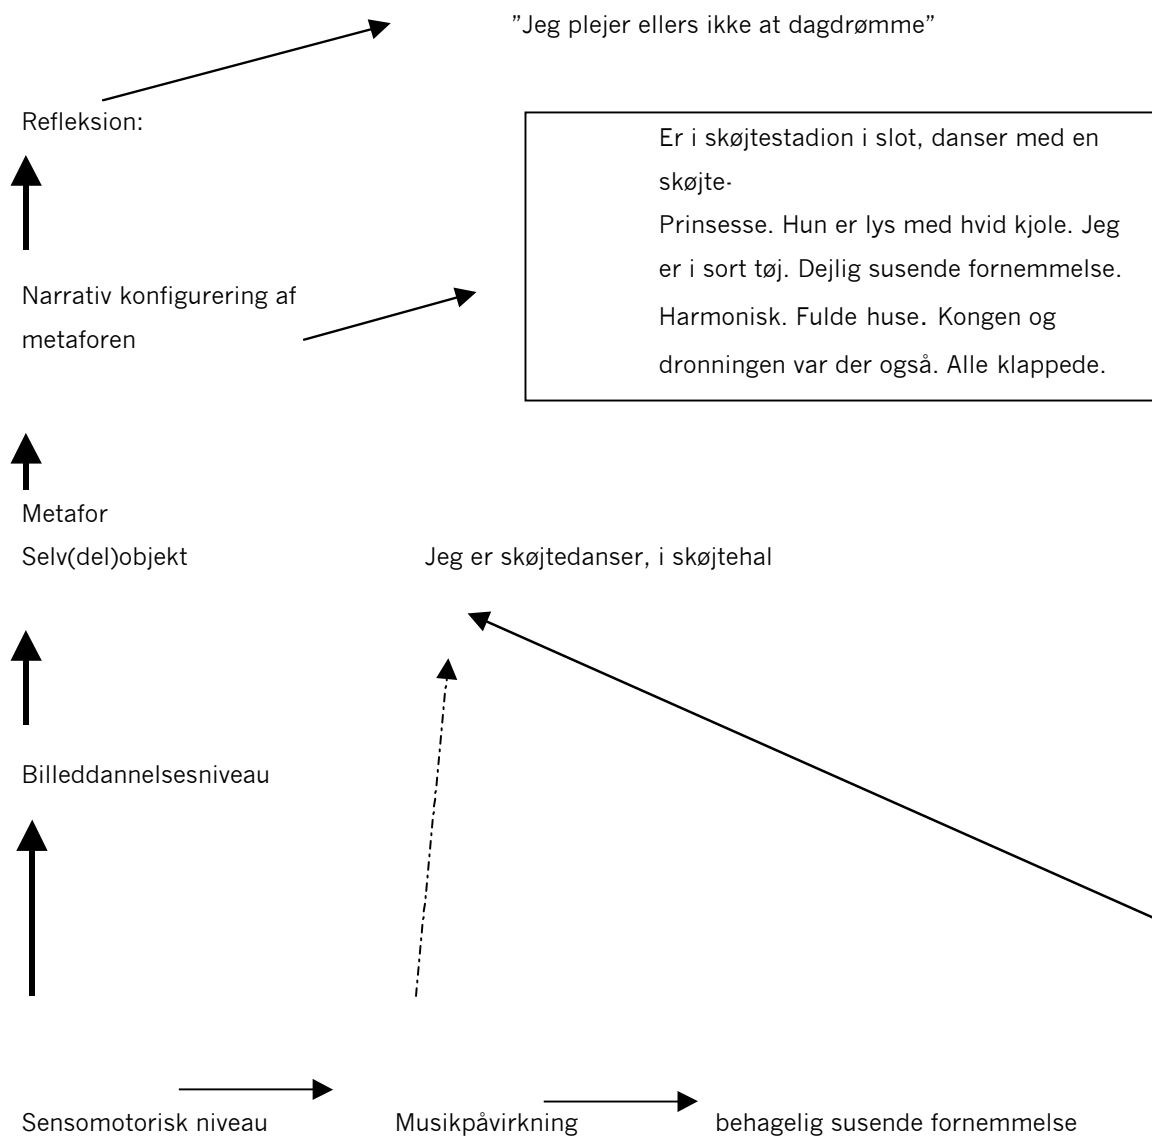 ”Jeg plejer ellers ikke at dagdrømme”
Refleksion:
Er i skøjtestadion i slot, danser med en
skøjte-
Prinsesse. Hun er lys med hvid kjole. Jeg
er i sort tøj. Dejlig susende fornemmelse.
Harmonisk. Fulde huse. Kongen og
dronningen var der også. Alle klappede.
Narrativ konfigurering af
metaforen
Metafor
Selv(del)objekt
Jeg er skøjtedanser, i skøjtehal
Billeddannelsesniveau
Sensomotorisk niveau
Musikpåvirkning
behagelig susende fornemmelse